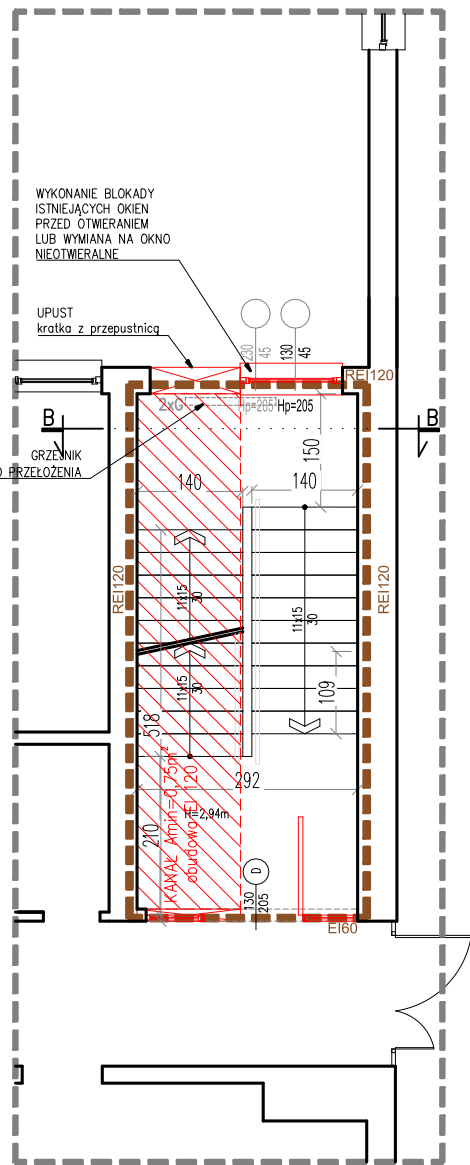 WYKONANIE BLOKADY
ISTNIEJĄCYCH OKIEN
PRZED OTWIERANIEM
LUB WYMIANA NA OKNO
NIEOTWIERALNE
UPUST
kratka z przepustnicą
230
45
130
45
REI120
2xG
Hp=205
Hp=205
B
B
GRZEJNIK
O PRZEŁOŻENIA
150
140
140
REI120
REI120
11x15
30
11x15
30
11x15
30
109
518
292
KANAŁ Amin=0,75m²
obudowa EI 120
H=2,94m
210
D
130
205
EI60